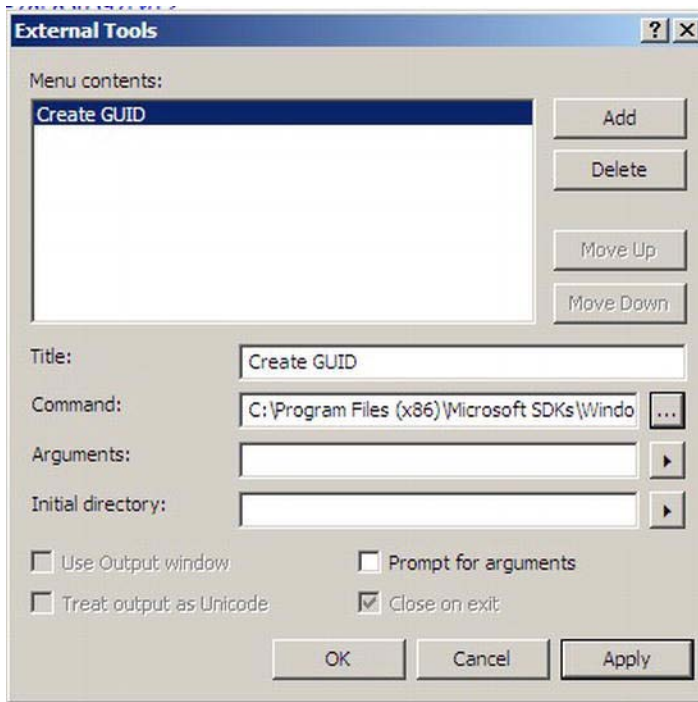 External Tools
Menu contents:
Create GUID
Add
Delete
Move Up
Move Down
Title:
Create GUID
Command:
C:\Program Files (x86)\Microsoft SDKs\Windo
...
Arguments:
Initial directory:
Use Output window
Prompt for arguments
Treat output as Unicode
Close on exit
OK
Cancel
Apply